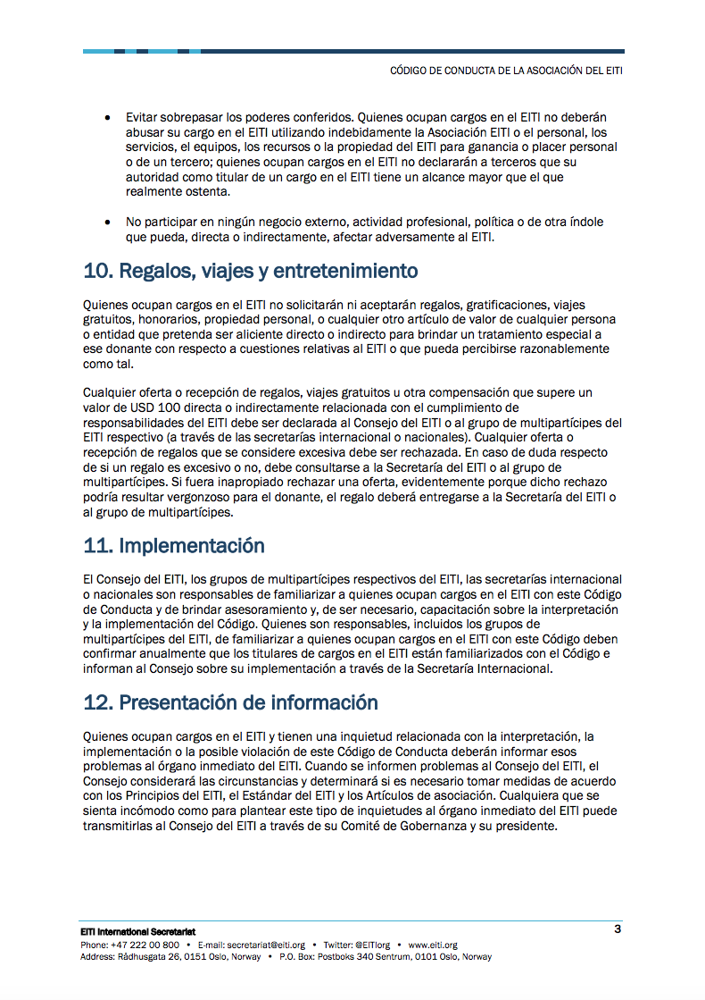 CÓDIGO DE CONDUCTA DE LA ASOCIACIÓN DEL EITI
• Evitar sobrepasar los poderes conferidos. Quienes ocupan cargos en el EITI no deberán
abusar su cargo en el EITI utilizando indebidamente la Asociación EITI o el personal, los
servicios, el equipos, los recursos o la propiedad del EITI para ganancia o placer personal
o de un tercero; quienes ocupan cargos en el EITI no declararán a terceros que su
autoridad como titular de un cargo en el EITI tiene un alcance mayor que el que
realmente ostenta.
• No participar en ningún negocio externo, actividad profesional, política o de otra índole
que pueda, directa o indirectamente, afectar adversamente al EITI.
10. Regalos, viajes y entretenimiento
Quienes ocupan cargos en el EITI no solicitarán ni aceptarán regalos, gratificaciones, viajes
gratuitos, honorarios, propiedad personal, o cualquier otro artículo de valor de cualquier persona
o entidad que pretenda ser aliciente directo o indirecto para brindar un tratamiento especial a
ese donante con respecto a cuestiones relativas al EITI o que pueda percibirse razonablemente
como tal.
Cualquier oferta o recepción de regalos, viajes gratuitos u otra compensación que supere un
valor de USD 100 directa o indirectamente relacionada con el cumplimiento de
responsabilidades del EITI debe ser declarada al Consejo del EITI o al grupo de multipartícipes del
EITI respectivo (a través de las secretarías internacional o nacionales). Cualquier oferta o
recepción de regalos que se considere excesiva debe ser rechazada. En caso de duda respecto
de si un regalo es excesivo o no, debe consultarse a la Secretaría del EITI o al grupo de
multipartícipes. Si fuera inapropiado rechazar una oferta, evidentemente porque dicho rechazo
podría resultar vergonzoso para el donante, el regalo deberá entregarse a la Secretaría del EITI o
al grupo de multipartícipes.
11. Implementación
El Consejo del EITI, los grupos de multipartícipes respectivos del EITI, las secretarías internacional
o nacionales son responsables de familiarizar a quienes ocupan cargos en el EITI con este Código
de Conducta y de brindar asesoramiento y, de ser necesario, capacitación sobre la interpretación
y la implementación del Código. Quienes son responsables, incluidos los grupos de
multipartícipes del EITI, de familiarizar a quienes ocupan cargos en el EITI con este Código deben
confirmar anualmente que los titulares de cargos en el EITI están familiarizados con el Código e
informan al Consejo sobre su implementación a través de la Secretaría Internacional.
12. Presentación de información
Quienes ocupan cargos en el EITI y tienen una inquietud relacionada con la interpretación, la
implementación o la posible violación de este Código de Conducta deberán informar esos
problemas al órgano inmediato del EITI. Cuando se informen problemas al Consejo del EITI, el
Consejo considerará las circunstancias y determinará si es necesario tomar medidas de acuerdo
con los Principios del EITI, el Estándar del EITI y los Artículos de asociación. Cualquiera que se
sienta incómodo como para plantear este tipo de inquietudes al órgano inmediato del EITI puede
transmitirlas al Consejo del EITI a través de su Comité de Gobernanza y su presidente.
EITI International Secretariat 3
Phone: +47 222 00 800 • E-mail: secretariat@eiti.org • Twitter: @EITIorg • www.eiti.org
Address: Rådhusgata 26, 0151 Oslo, Norway • P.O. Box: Postboks 340 Sentrum, 0101 Oslo, Norway